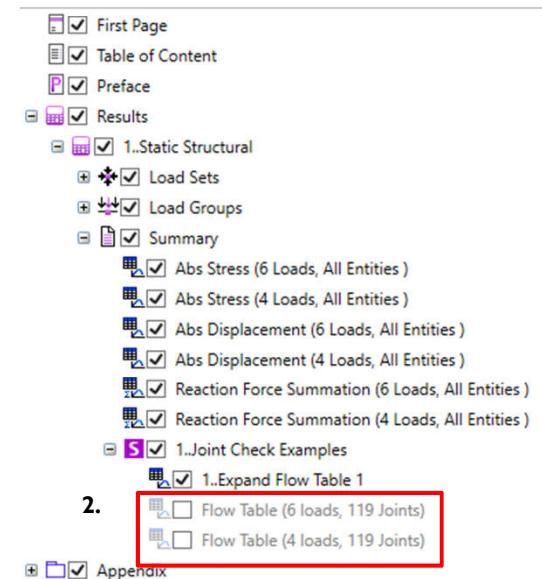 First Page
Table of Content
P Preface
Results
1..Static Structural
Load Sets
Load Groups
Summary
Abs Stress (6 Loads, All Entities )
Abs Stress (4 Loads, All Entities )
Abs Displacement (6 Loads, All Entities )
Abs Displacement (4 Loads, All Entities )
Reaction Force Summation (6 Loads, All Entities )
Reaction Force Summation (4 Loads, All Entities )
S 1..Joint Check Examples
1..Expand Flow Table 1
2. Flow Table (6 loads, 119 Joints)
Flow Table (4 loads, 119 Joints)
Appendix